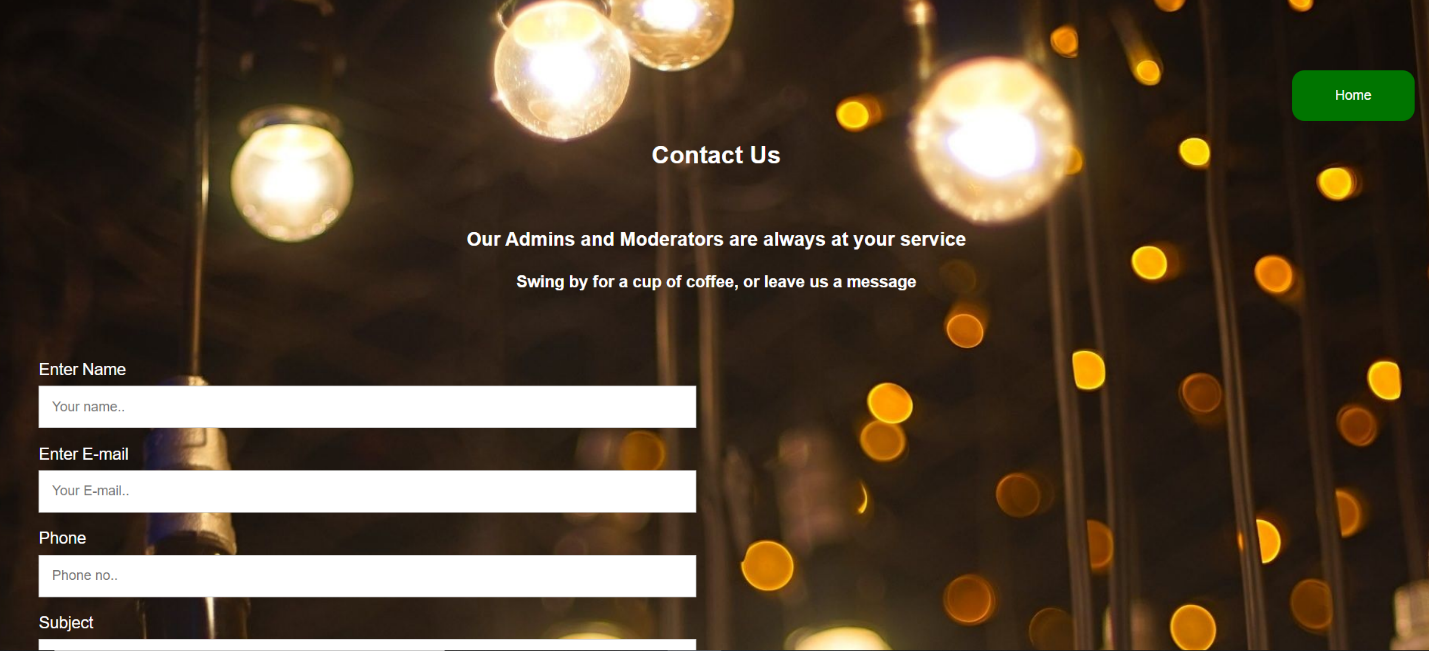 Home
Contact Us
Our Admins and Moderators are always at your service
Swing by for a cup of coffee, or leave us a message
Enter Name
Your name..
Enter E-mail
Your E-mail..
Phone
Phone no..
Subject